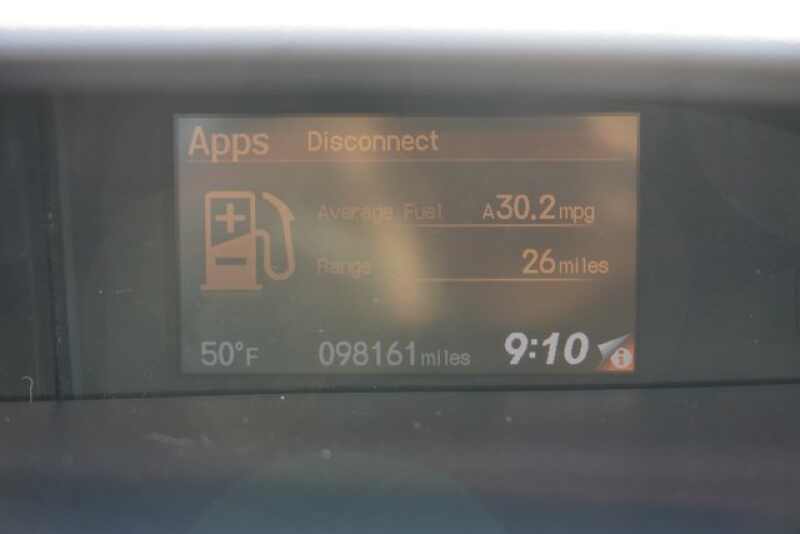 Apps Disconnect
Average Fuel A30.2mpg
Range 26miles
50°F 098161miles 9:10